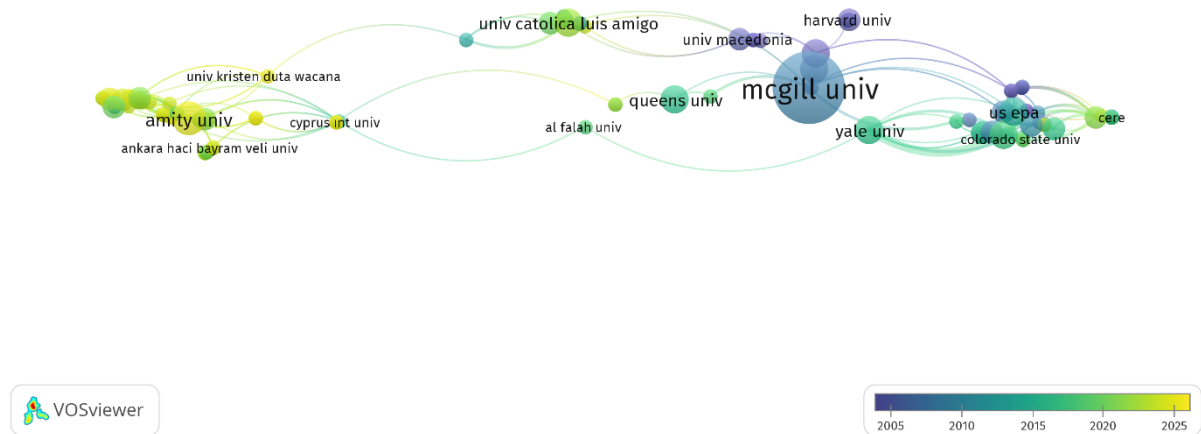 harvard univ
univ catolica luis amigo
univ macedonia
univ kristen duta wacana
mcgill univ
queens univ
us epa
amity univ
cyprus int univ
al falah univ
yale univ
cere
colorado state univ
ankara haci bayram veli univ
VOSviewer
2005 2010 2015 2020 2025